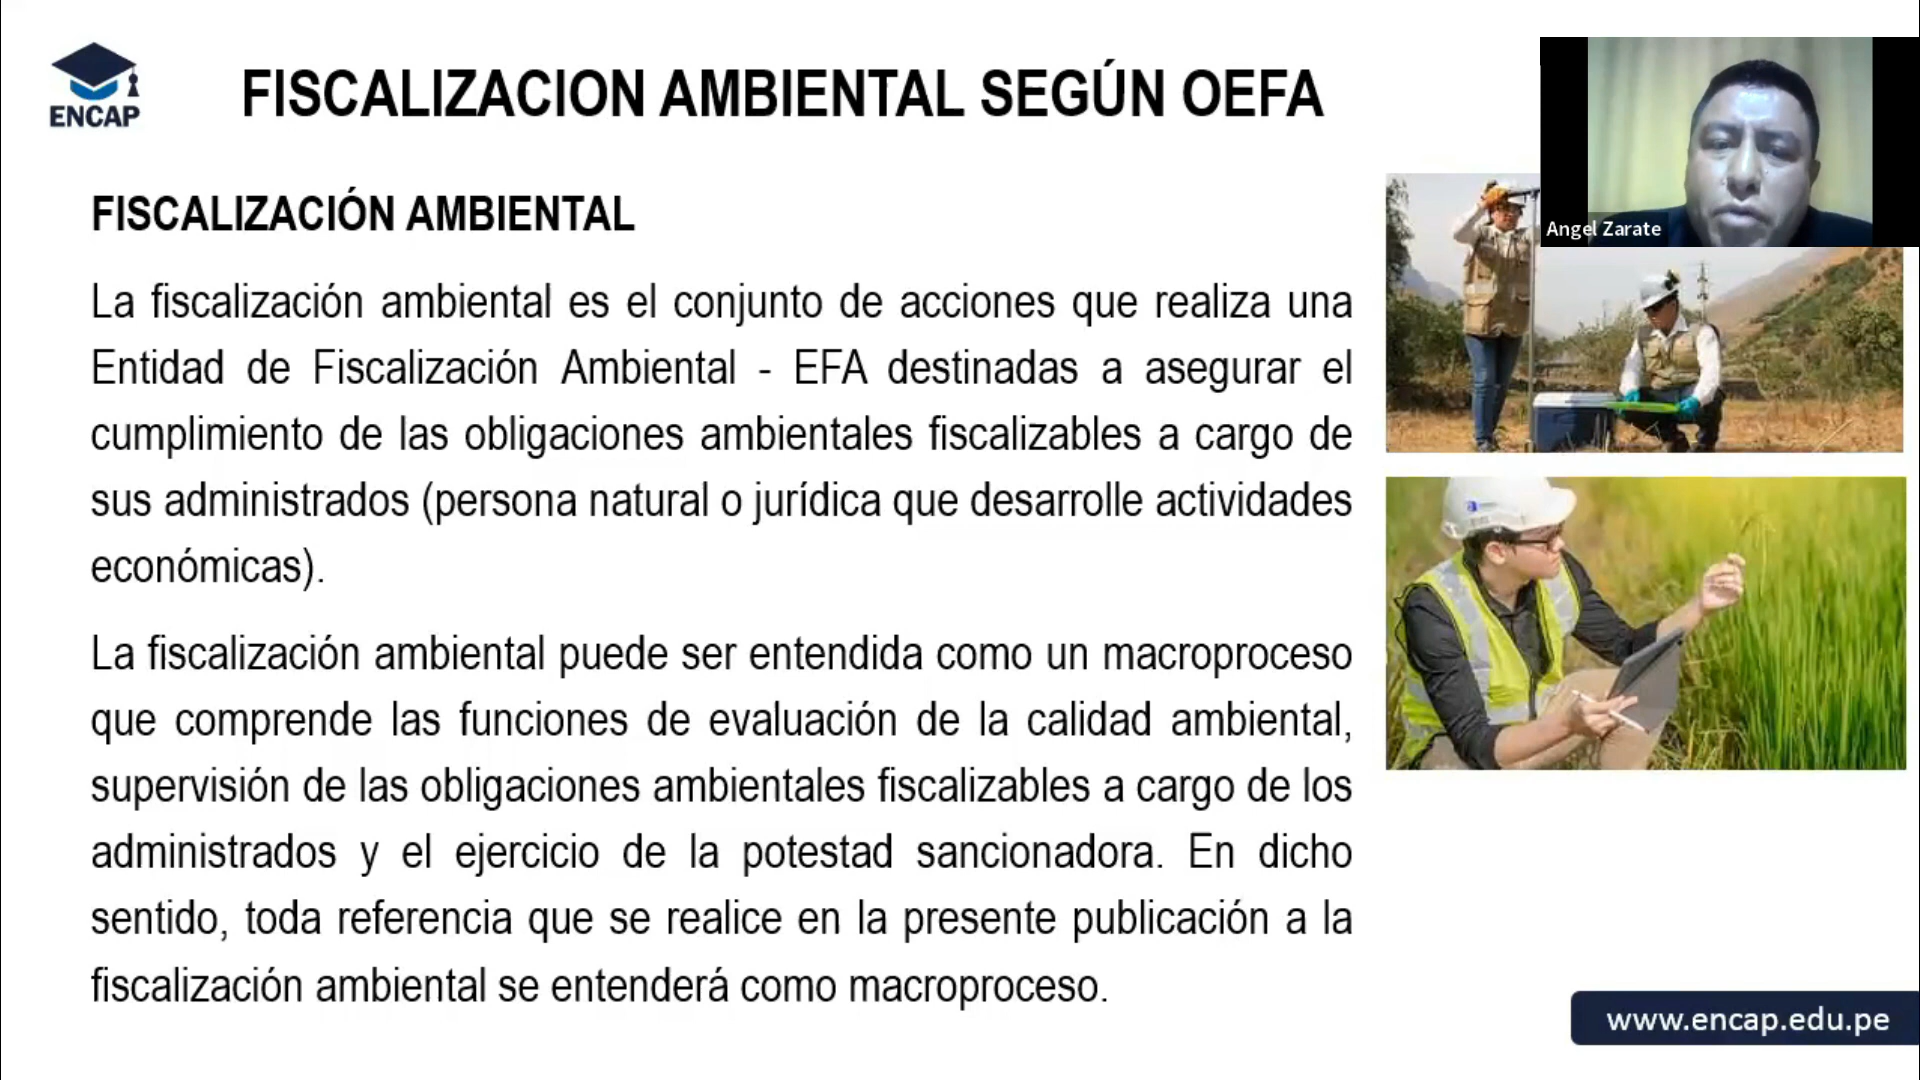 ENCAP
FISCALIZACION AMBIENTAL SEGÚN OEFA
Angel Zarate
FISCALIZACIÓN AMBIENTAL
La fiscalización ambiental es el conjunto de acciones que realiza una
Entidad de Fiscalización Ambiental - EFA destinadas a asegurar el
cumplimiento de las obligaciones ambientales fiscalizables a cargo de
sus administrados (persona natural o jurídica que desarrolle actividades
económicas).
La fiscalización ambiental puede ser entendida como un macroproceso
que comprende las funciones de evaluación de la calidad ambiental,
supervisión de las obligaciones ambientales fiscalizables a cargo de los
administrados y el ejercicio de la potestad sancionadora. En dicho
sentido, toda referencia que se realice en la presente publicación a la
fiscalización ambiental se entenderá como macroproceso.
www.encap.edu.pe